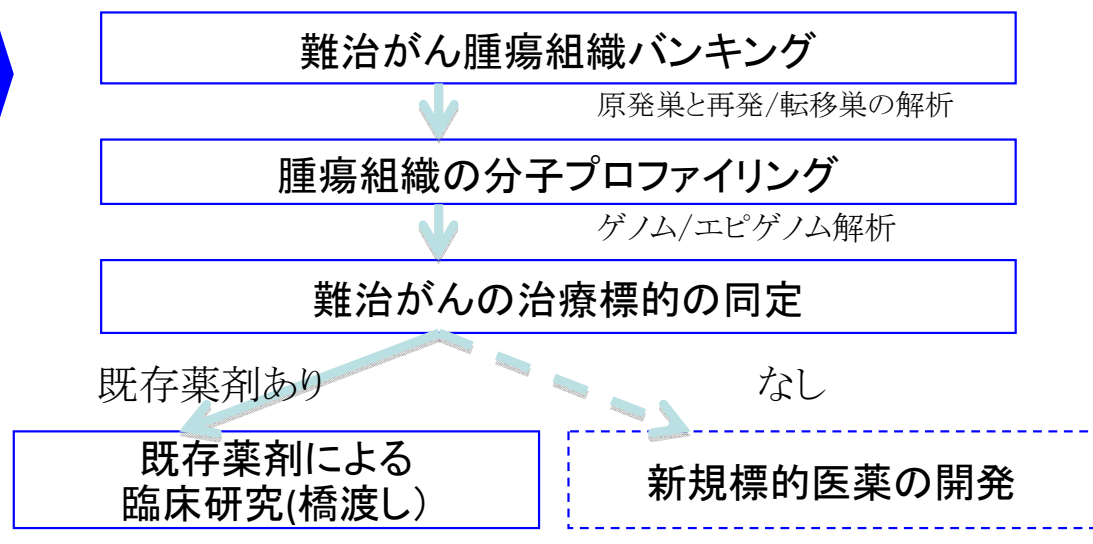 難治がん腫瘍組織バンキング
原発巣と再発/転移巣の解析
腫瘍組織の分子プロファイリング
ゲノム/エピゲノム解析
難治がんの治療標的の同定
既存薬剤あり
なし
既存薬剤による
臨床研究(橋渡し）
新規標的医薬の開発